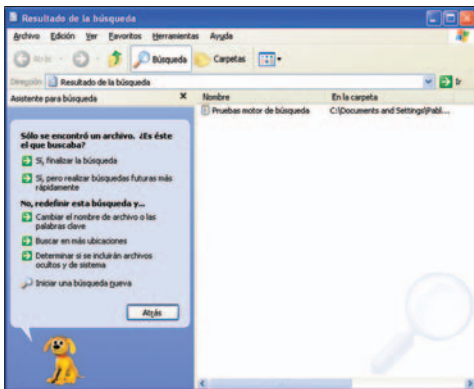 Resultado de la búsqueda
Archivo Edición Ver Favoritos Herramientas Ayuda
Atrás Búsqueda Carpetas
Dirección Resultado de la búsqueda Ir
Asistente para búsqueda Nombre En la carpeta
Pruebas motor de búsqueda C:\Documents and Settings\Pabl...
Sólo se encontró un archivo. ¿Es éste
el que buscaba?
Sí, finalizar la búsqueda
Sí, pero realizar búsquedas futuras más
rápidamente
No, redefinir esta búsqueda y...
Cambiar el nombre de archivo o las
palabras clave
Buscar en más ubicaciones
Determinar si se incluirán archivos
ocultos y de sistema
Iniciar una búsqueda nueva
Atrás